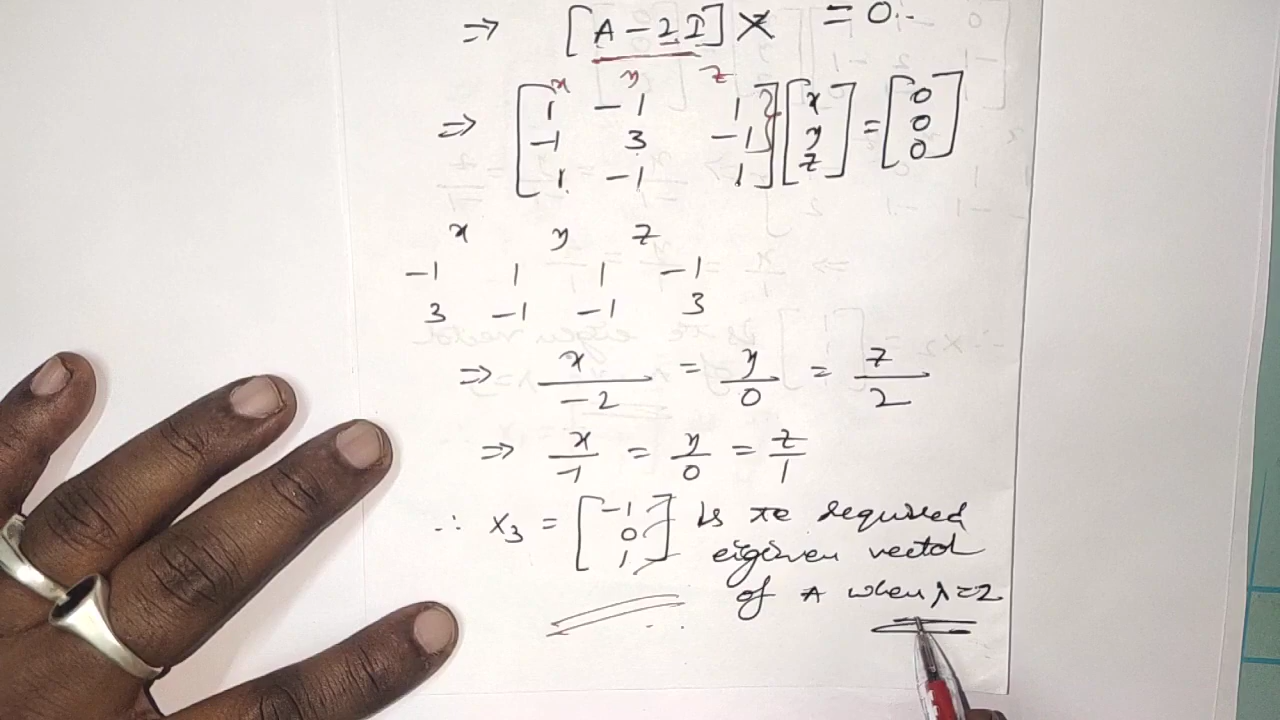 ⇒ [A - 2I] X = 0.
x y z
⇒ [1 -1 1] [x] = [0]
[-1 3 -1] [y] [0]
[1 -1 1] [z] [0]
x y z
-1 1 1 -1
3 -1 -1 3
⇒ x/-2 = y/0 = z/2
⇒ x/-1 = y/0 = z/1
∴ X₃ = [-1 0 1] is the required
eigen vector
of A when λ=2